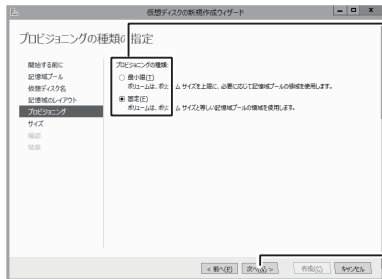 仮想ディスクの新規作成ウィザード
プロビジョニングの種類の指定
開始する前に
記憶域プール
仮想ディスク名
記憶域のレイアウト
プロビジョニング
サイズ
確認
結果
プロビジョニングの種類:
最小限(T)
ボリュームは、ボリューム サイズを上限に、必要に応じて記憶域プールの領域を使用します。
固定(F)
ボリュームは、ボリューム サイズと等しい記憶域プールの領域を使用します。
< 前へ(P)
次へ(N) >
作成(C)
キャンセル